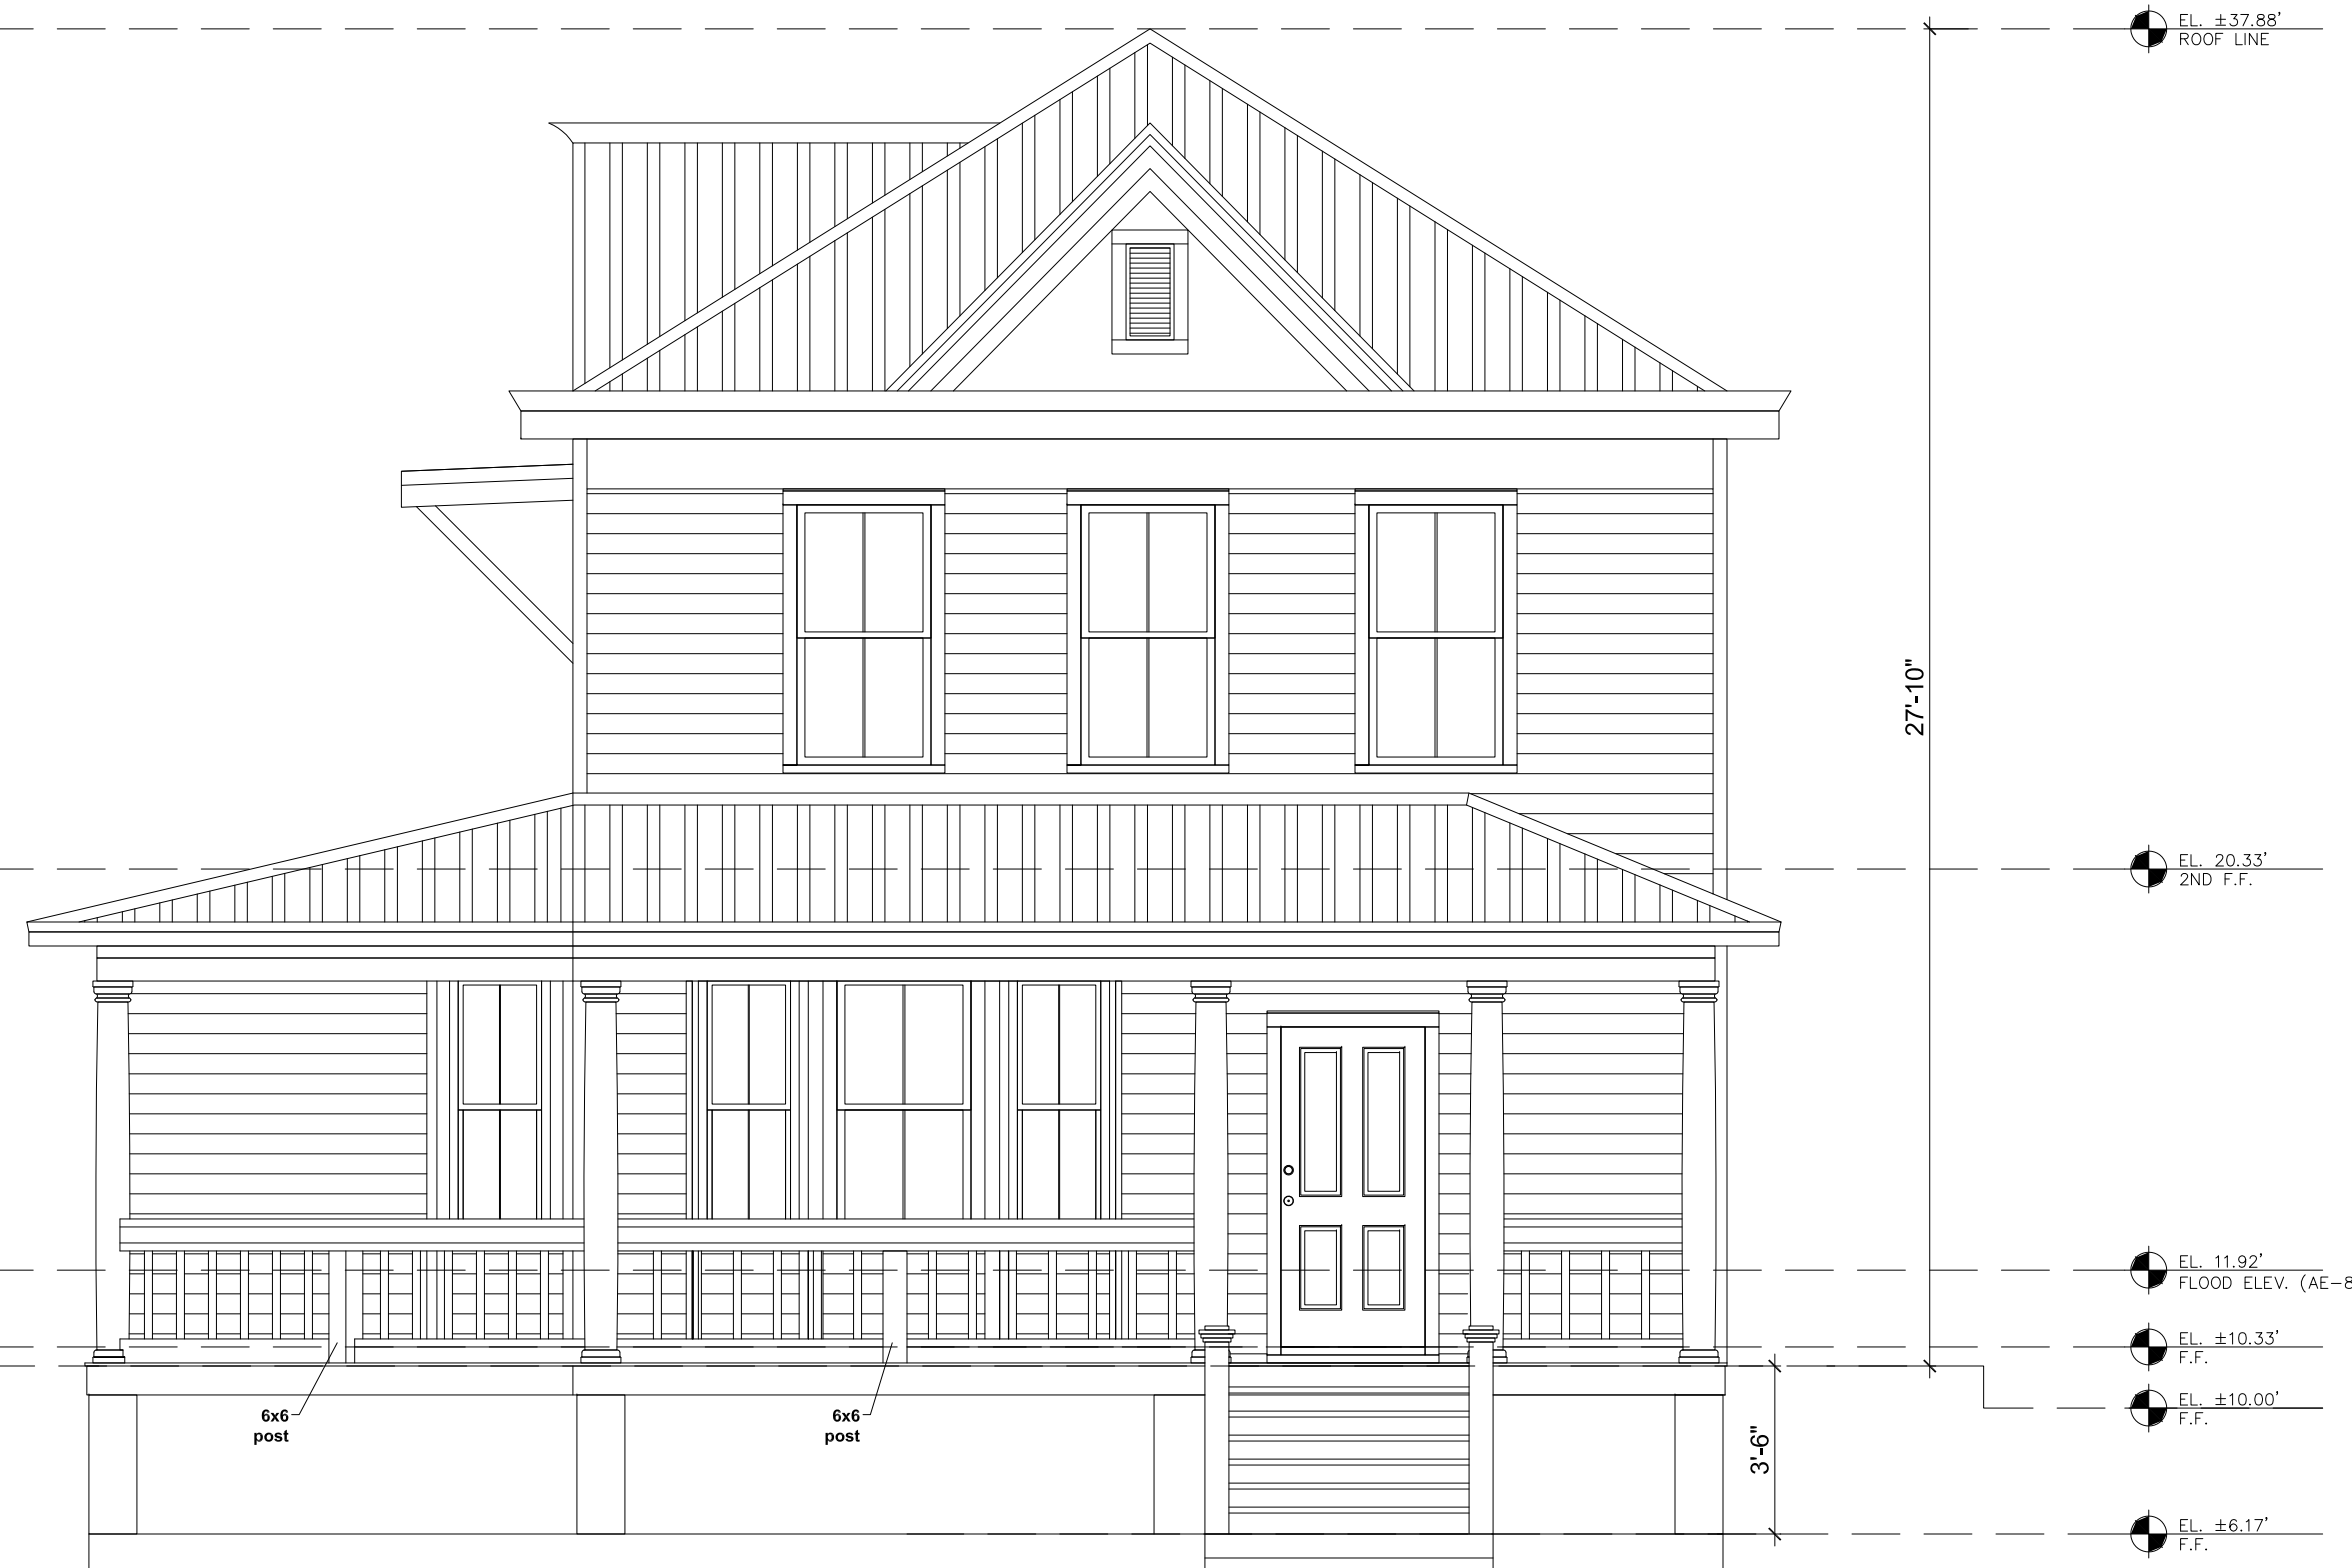 EL. ±37.88'
ROOF LINE
27'-10"
EL. 20.33'
2ND F.F.
EL. 11.92'
FLOOD ELEV. (AE-8
EL. ±10.33'
F.F.
EL. ±10.00'
F.F.
6x6
post
6x6
post
3'-6"
EL. ±6.17'
F.F.